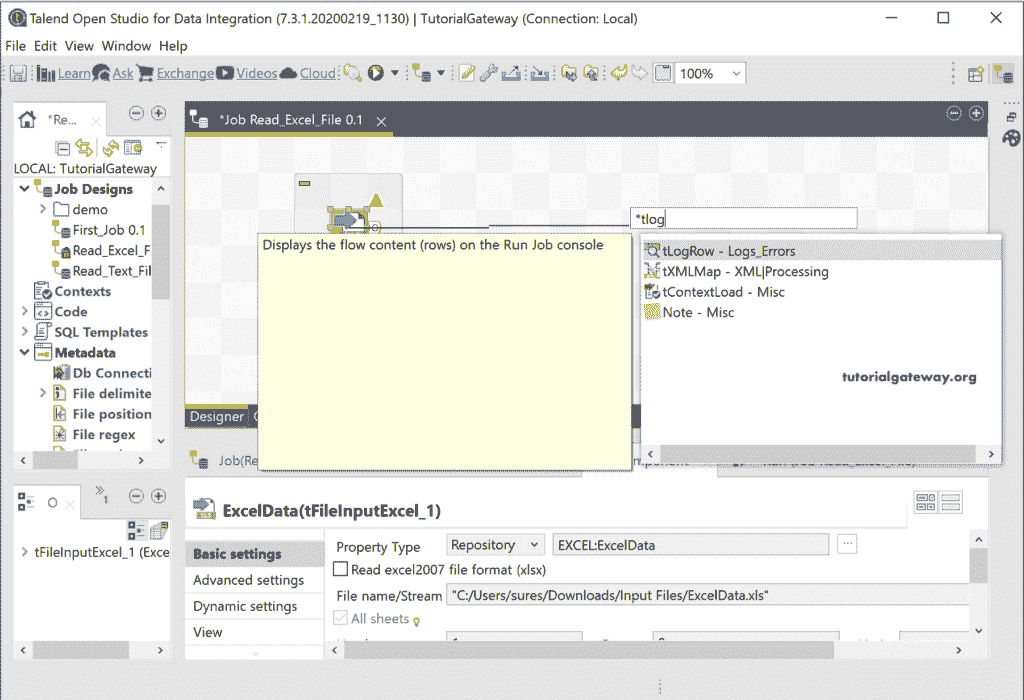 Talend Open Studio for Data Integration (7.3.1.20200219_1130) | TutorialGateway (Connection: Local)
File Edit View Window Help
Learn Ask Exchange Videos Cloud 100%
*Re...
*Job Read_Excel_File 0.1
LOCAL: TutorialGateway
Job Designs
demo
First_Job 0.1
Read_Excel_F
Read_Text_Fil
Contexts
Code
SQL Templates
Metadata
Db Connecti
File delimite
File position
File regex
*tlog
Displays the flow content (rows) on the Run Job console
tLogRow - Logs_Errors
tXMLMap - XML|Processing
tContextLoad - Misc
Note - Misc
tutorialgateway.org
Designer
Job(Re
O
1
tFileInputExcel_1 (Exce
ExcelData(tFileInputExcel_1)
Basic settings
Advanced settings
Dynamic settings
View
Property Type Repository EXCEL:ExcelData ...
Read excel2007 file format (xlsx)
File name/Stream "C:/Users/sures/Downloads/Input Files/ExcelData.xls"
All sheets